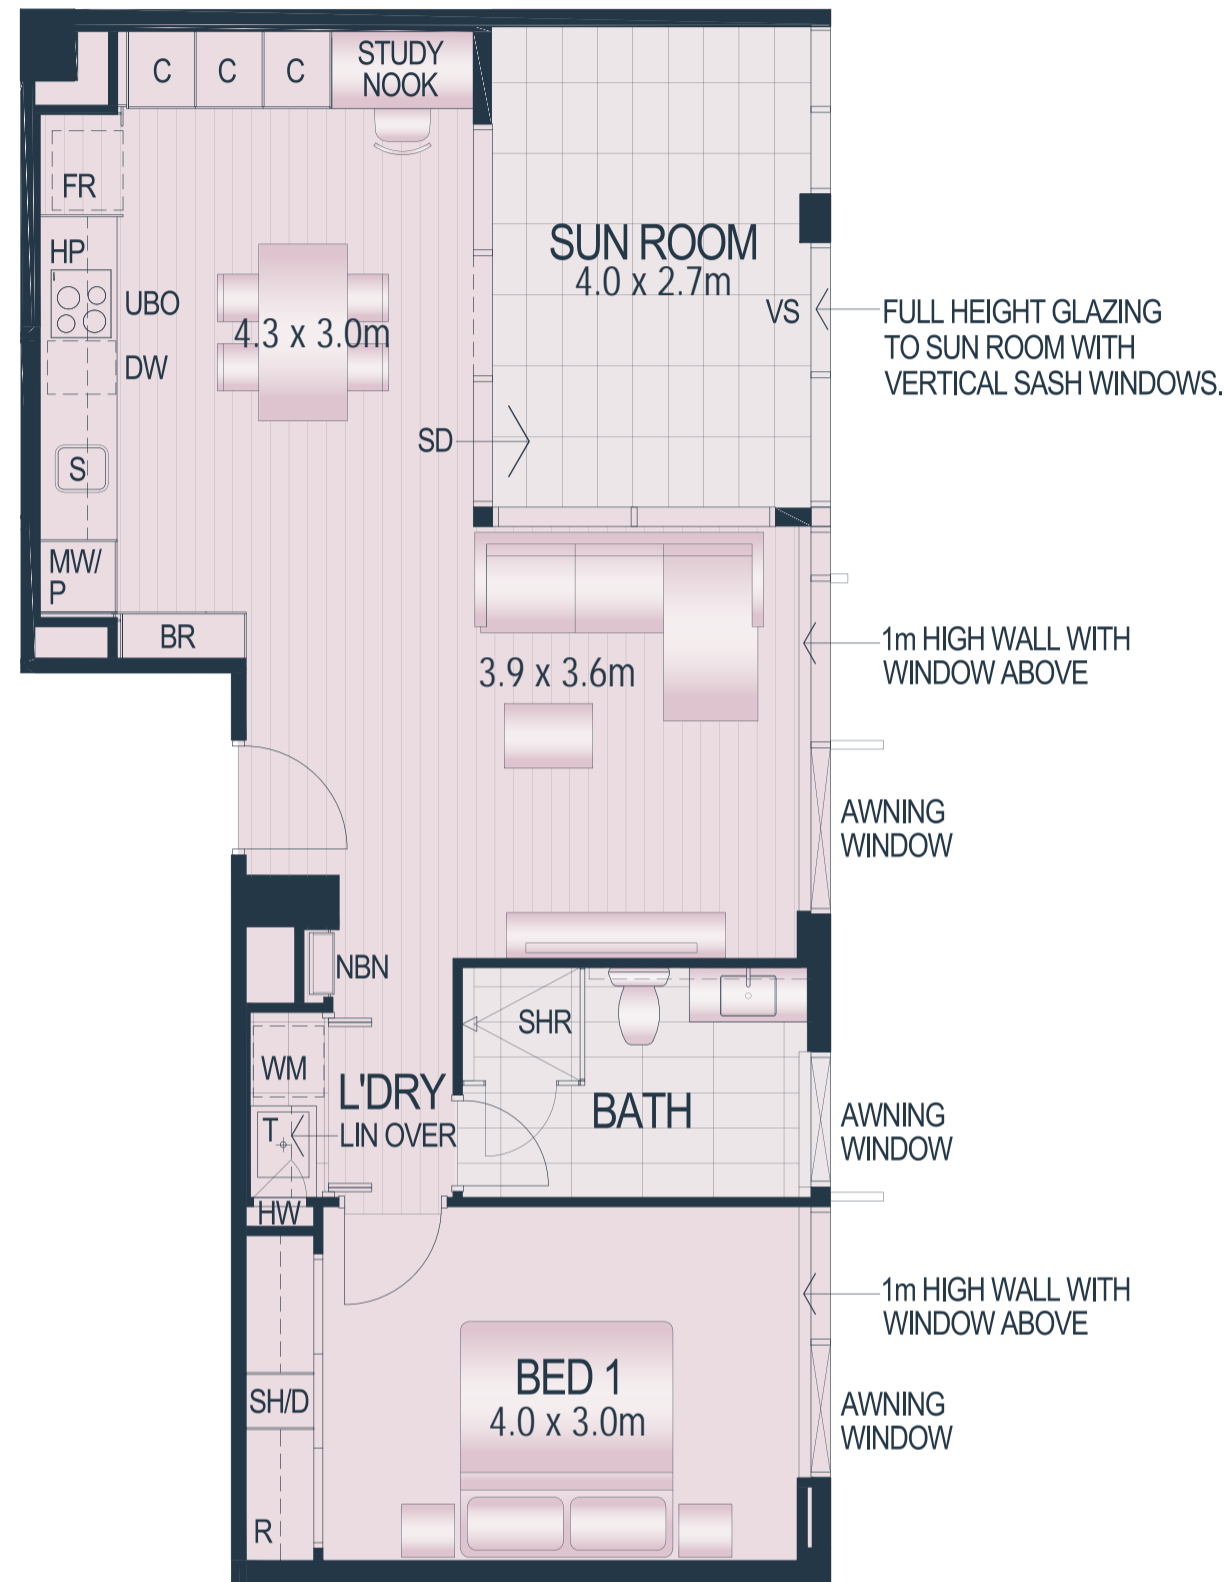 C C C STUDY
NOOK
FR
HP
UBO
DW
S
MW/
P
BR
4.3 x 3.0m
SUN ROOM
4.0 x 2.7m
VS
FULL HEIGHT GLAZING
TO SUN ROOM WITH
VERTICAL SASH WINDOWS.
SD
3.9 x 3.6m
1m HIGH WALL WITH
WINDOW ABOVE
AWNING
WINDOW
NBN
SHR
WM
L'DRY
T
LIN OVER
BATH
AWNING
WINDOW
HW
1m HIGH WALL WITH
WINDOW ABOVE
SH/D
BED 1
4.0 x 3.0m
AWNING
WINDOW
R